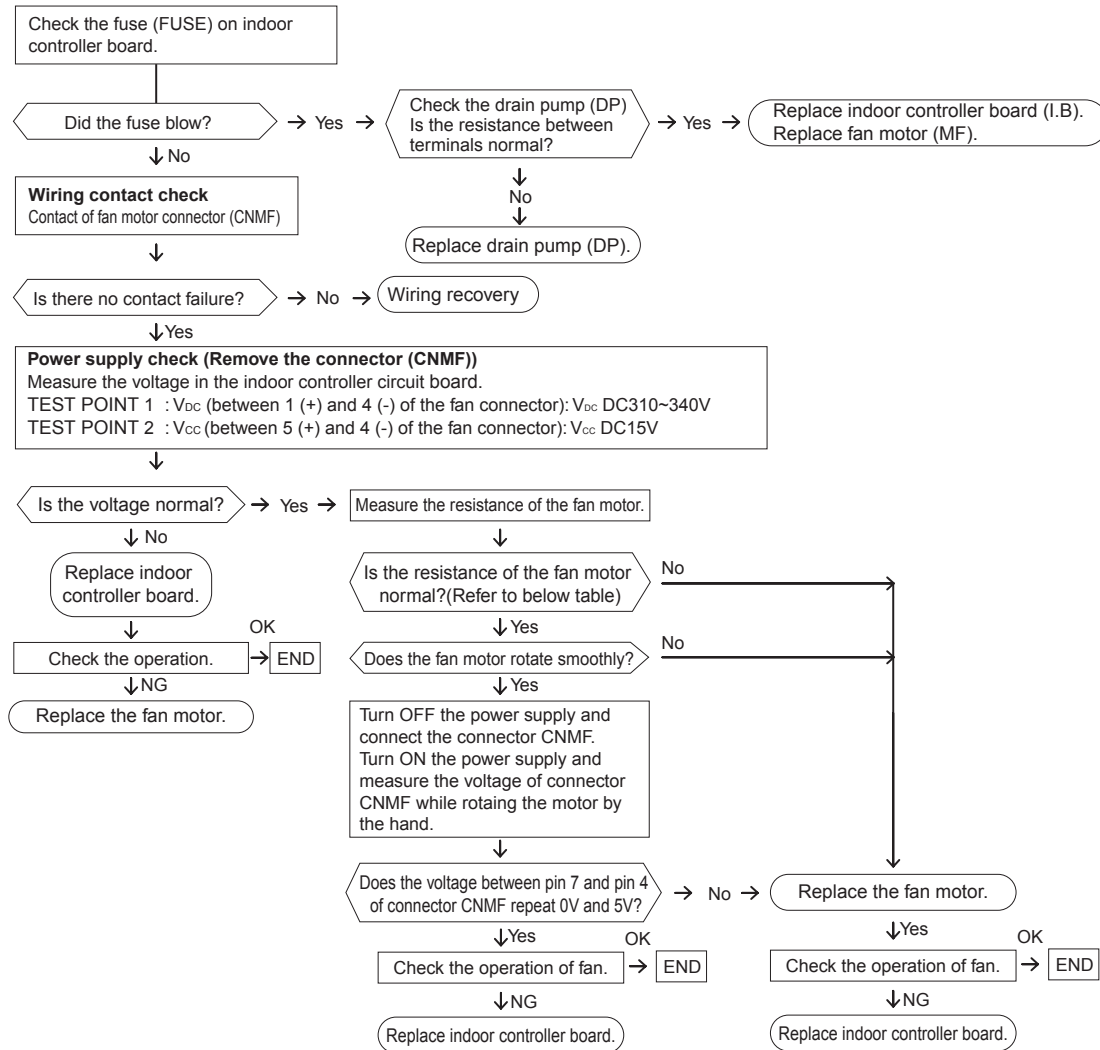 Check the fuse (FUSE) on indoor
controller board.
Did the fuse blow?
Yes
Check the drain pump (DP)
Is the resistance between
terminals normal?
Yes
Replace indoor controller board (I.B).
Replace fan motor (MF).
No
No
Replace drain pump (DP).
Wiring contact check
Contact of fan motor connector (CNMF)
Is there no contact failure?
No
Wiring recovery
Yes
Power supply check (Remove the connector (CNMF))
Measure the voltage in the indoor controller circuit board.
TEST POINT 1 : VDC (between 1 (+) and 4 (-) of the fan connector): VDC DC310~340V
TEST POINT 2 : VCC (between 5 (+) and 4 (-) of the fan connector): VCC DC15V
Is the voltage normal?
Yes
Measure the resistance of the fan motor.
No
Replace indoor
controller board.
OK
Check the operation.
END
NG
Replace the fan motor.
Is the resistance of the fan motor
normal?(Refer to below table)
No
Yes
Does the fan motor rotate smoothly?
No
Yes
Turn OFF the power supply and
connect the connector CNMF.
Turn ON the power supply and
measure the voltage of connector
CNMF while rotaing the motor by
the hand.
Does the voltage between pin 7 and pin 4
of connector CNMF repeat 0V and 5V?
No
Replace the fan motor.
Yes
OK
Check the operation of fan.
END
NG
Replace indoor controller board.
Yes
OK
Check the operation of fan.
END
NG
Replace indoor controller board.